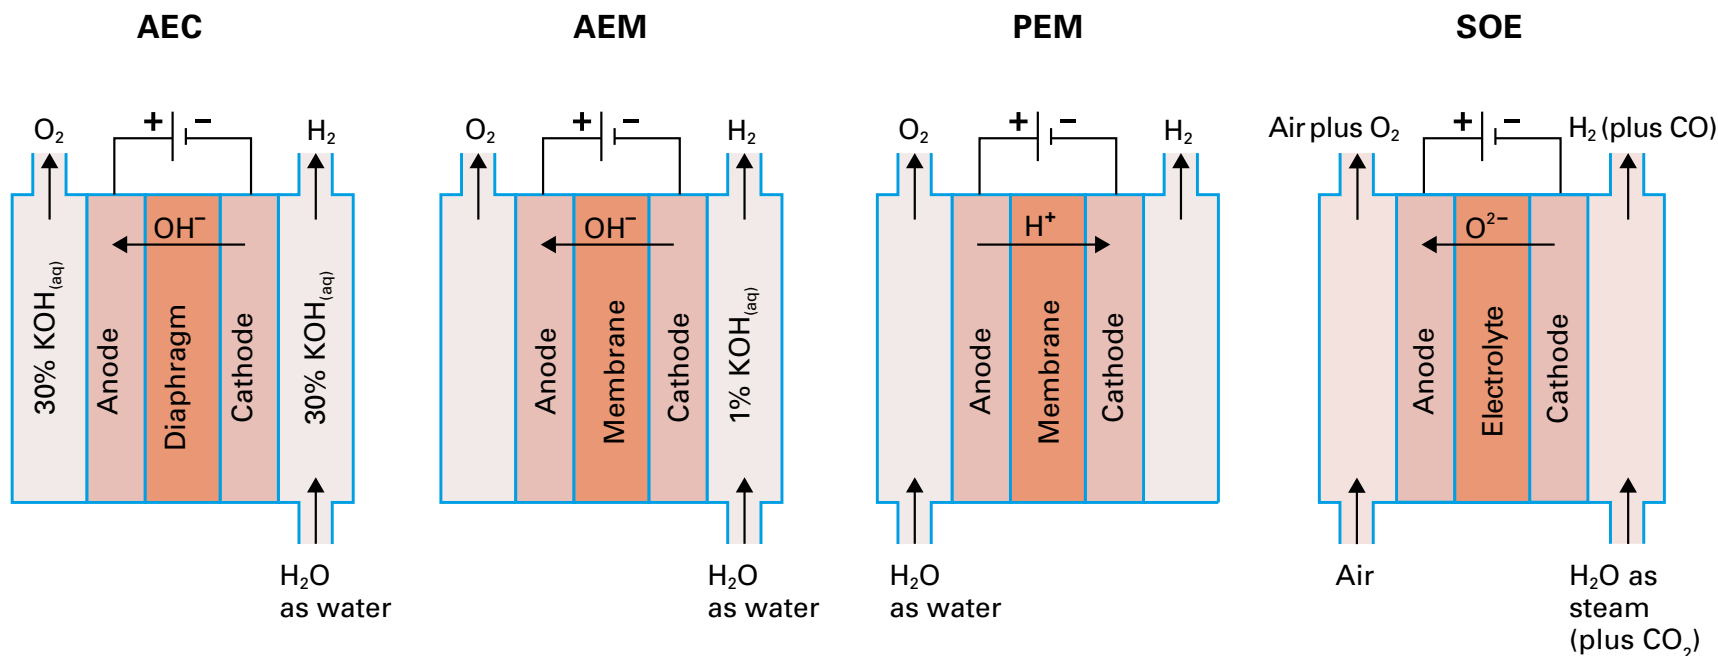 AEC
O₂
+ −
H₂
OH⁻
30% KOH(aq)
Anode
Diaphragm
Cathode
30% KOH(aq)
H₂O
as water
AEM
O₂
+ −
H₂
OH⁻
Anode
Membrane
Cathode
1% KOH(aq)
H₂O
as water
PEM
O₂
+ −
H₂
H⁺
Anode
Membrane
Cathode
H₂O
as water
SOE
Air plus O₂
+ −
H₂ (plus CO)
O²⁻
Anode
Electrolyte
Cathode
Air
H₂O as
steam
(plus CO₂)